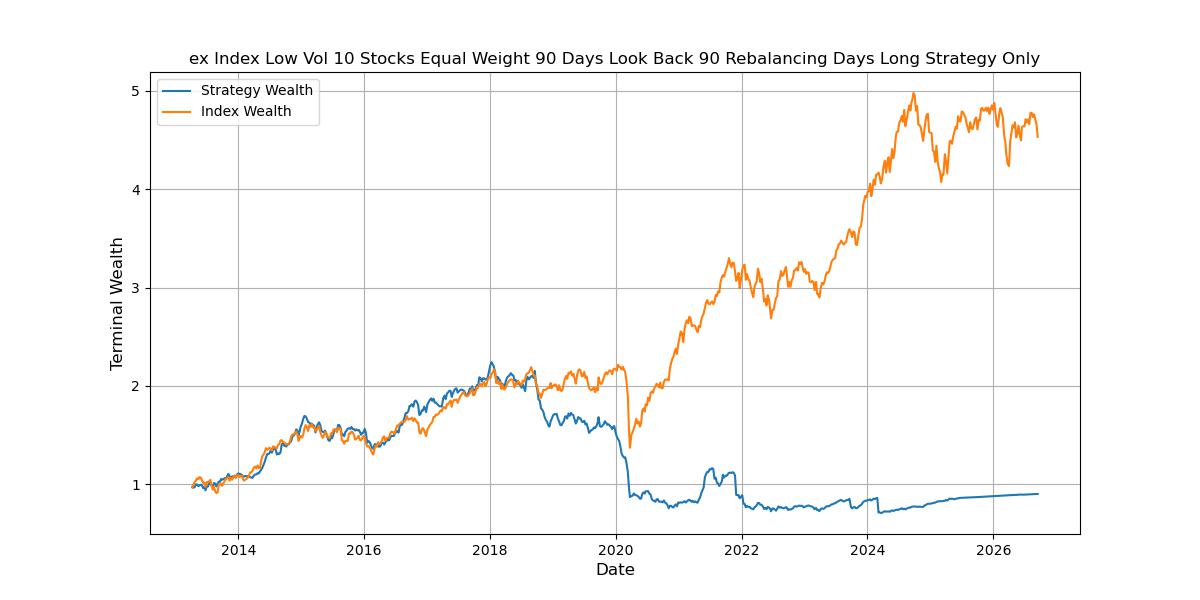 ex Index Low Vol 10 Stocks Equal Weight 90 Days Look Back 90 Rebalancing Days Long Strategy Only
Strategy Wealth
Index Wealth
Terminal Wealth
5
4
3
2
1
2014 2016 2018 2020 2022 2024 2026
Date